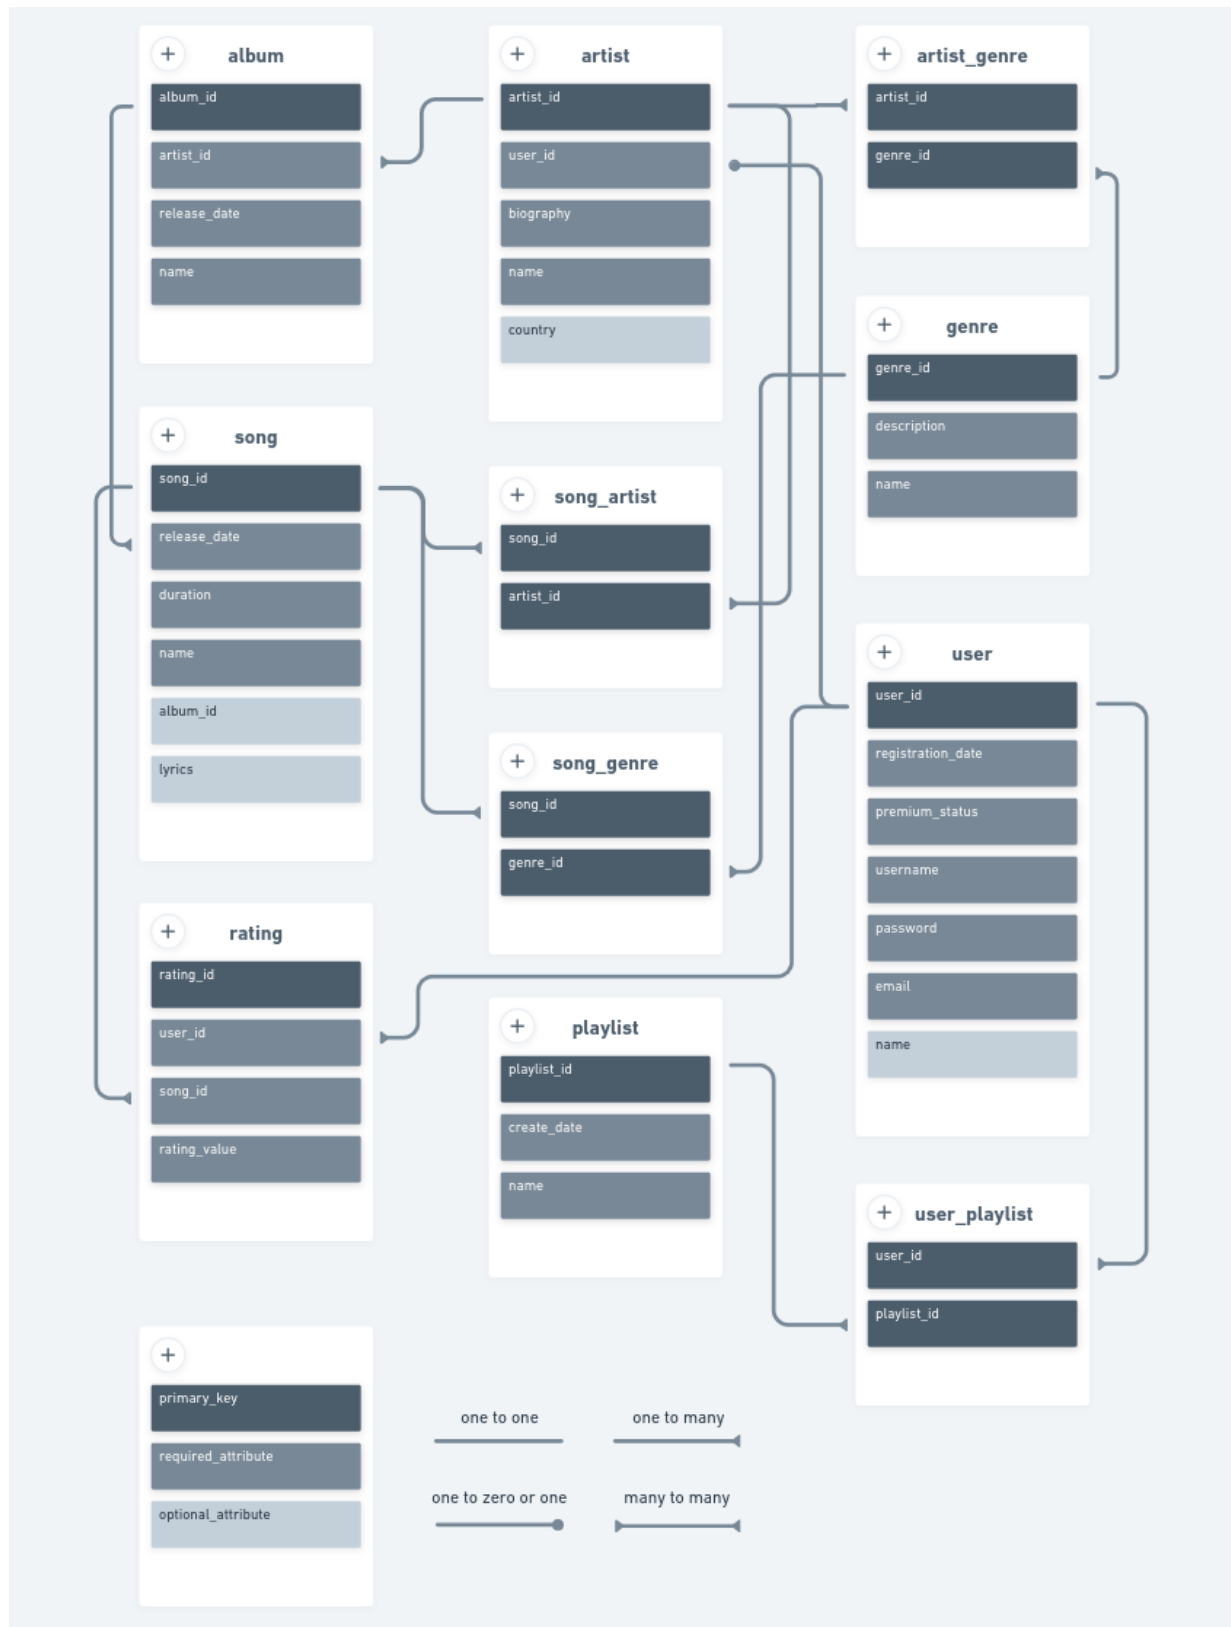 album
album_id
artist_id
release_date
name
artist
artist_id
user_id
biography
name
country
artist_genre
artist_id
genre_id
genre
genre_id
description
name
song
song_id
release_date
duration
name
album_id
lyrics
song_artist
song_id
artist_id
user
user_id
registration_date
premium_status
username
password
email
name
song_genre
song_id
genre_id
rating
rating_id
user_id
song_id
rating_value
playlist
playlist_id
create_date
name
user_playlist
user_id
playlist_id
primary_key
required_attribute
optional_attribute
one to one
one to many
one to zero or one
many to many